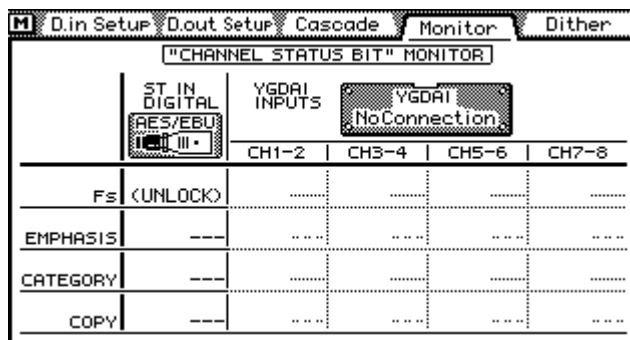 M D.in Setup D.out Setup Cascade Monitor Dither
"CHANNEL STATUS BIT" MONITOR
ST IN DIGITAL
AES/EBU
YGDAI INPUTS
YGDAI
NoConnection
CH1-2 | CH3-4 | CH5-6 | CH7-8
Fs (UNLOCK)
EMPHASIS ---
CATEGORY ---
COPY ---